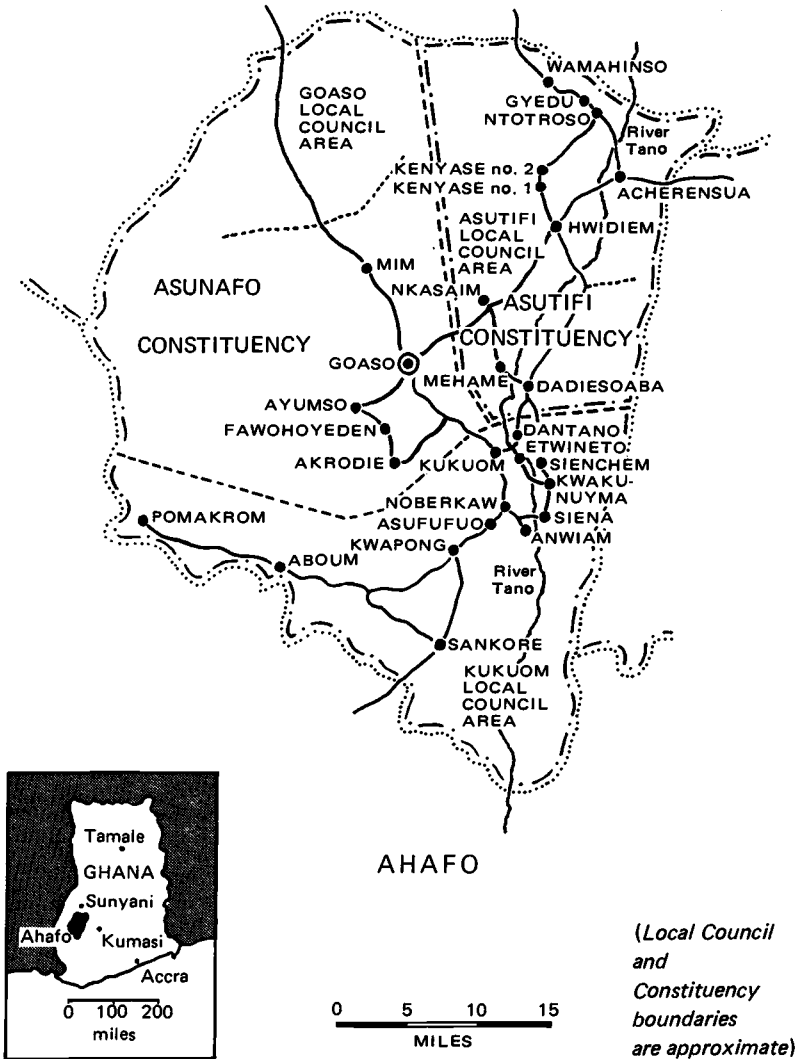 WAMAHINSO
GOASO
LOCAL
COUNCIL
AREA
GYEDU
NTOTROSO
River
Tano
KENYASE no. 2
KENYASE no. 1
ACHERENSUA
ASUTIFI
LOCAL
COUNCIL
AREA
HWIDIEM
MIM
ASUNAFO
CONSTITUENCY
NKASAIM
ASUTIFI
CONSTITUENCY
GOASO
MEHAME
DADIESOABA
AYUMSO
FAWOHOYEDEN
AKRODIE
DANTANO
ETWINETO
KUKUOM
SIENCHEM
KWAKU-
NUYMA
NOBERKAW
POMAKROM
ASUFUFUO
SIENA
ANWIAM
KWAPONG
ABOUM
River
Tano
SANKORE
KUKUOM
LOCAL
COUNCIL
AREA
AHAFO
Tamale
GHANA
Sunyani
Ahafo
Kumasi
Accra
0 100 200
miles
0 5 10 15
MILES
(Local Council
and
Constituency
boundaries
are approximate)